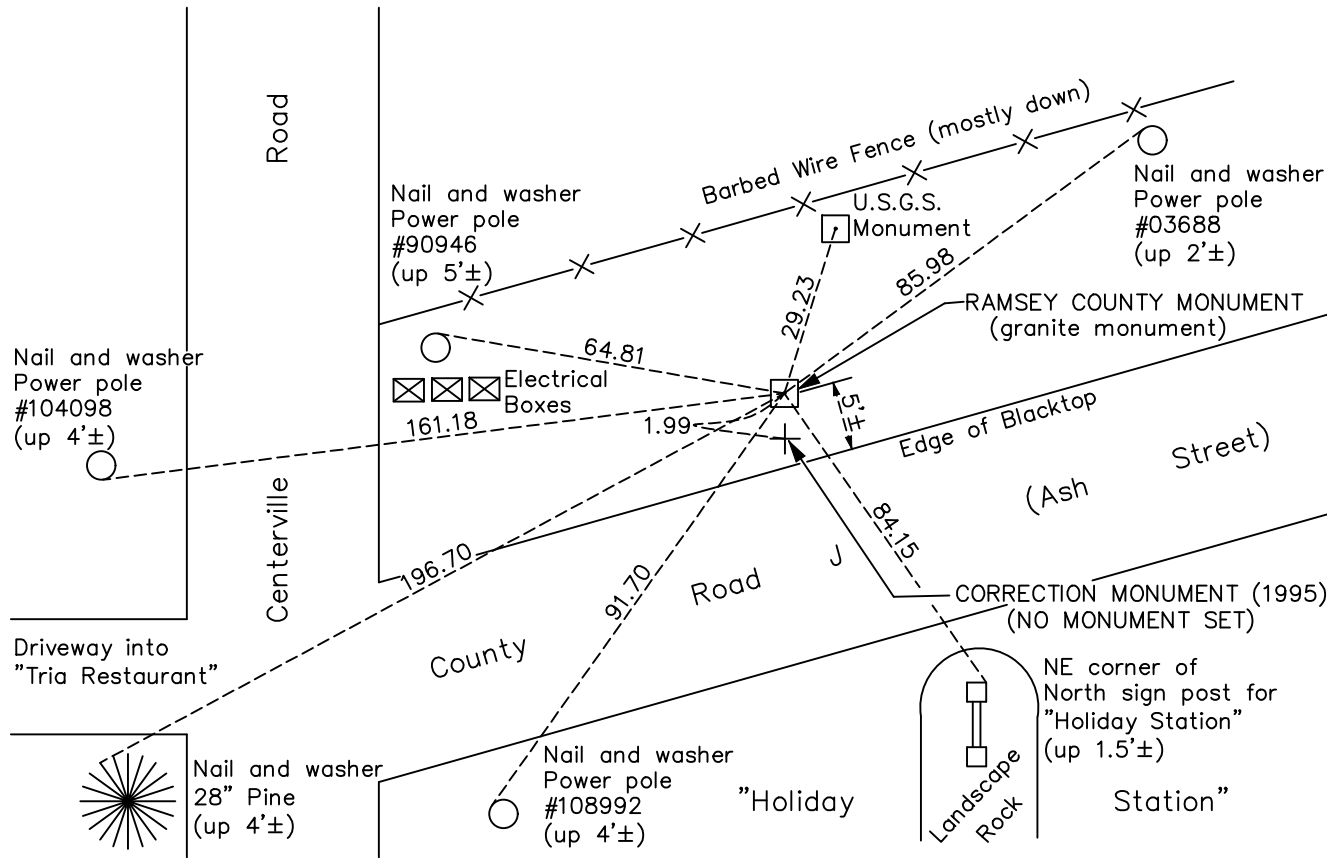 Road
Barbed Wire Fence (mostly down)
Nail and washer
Power pole
#90946
(up 5'±)
U.S.G.S.
Monument
Nail and washer
Power pole
#03688
(up 2'±)
85.98
29.23
RAMSEY COUNTY MONUMENT
(granite monument)
64.81
Nail and washer
Power pole
#104098
(up 4'±)
Electrical
Boxes
161.18
1.99
5'±
Edge of Blacktop
(Ash Street)
84.15
Centerville
196.70
91.70
County Road J
CORRECTION MONUMENT (1995)
(NO MONUMENT SET)
Driveway into
"Tria Restaurant"
NE corner of
North sign post for
"Holiday Station"
(up 1.5'±)
Nail and washer
28" Pine
(up 4'±)
Nail and washer
Power pole
#108992
(up 4'±)
"Holiday Station"
Landscape
Rock